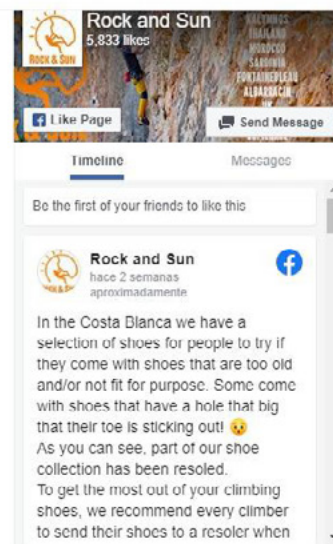 Rock and Sun
5,833 likes
KALYMNOS
THAILAND
MOROCCO
SARDINIA
FONTAINEBLEAU
ALBARRACIN
UK
ROCK & SUN
Like Page
Send Message
Timeline
Messages
Be the first of your friends to like this
Rock and Sun
hace 2 semanas
aproximadamente
In the Costa Blanca we have a
selection of shoes for people to try if
they come with shoes that are too old
and/or not fit for purpose. Some come
with shoes that have a hole that big
that their toe is sticking out! 😯
As you can see, part of our shoe
collection has been resoled.
To get the most out of your climbing
shoes, we recommend every climber
to send their shoes to a resoler when